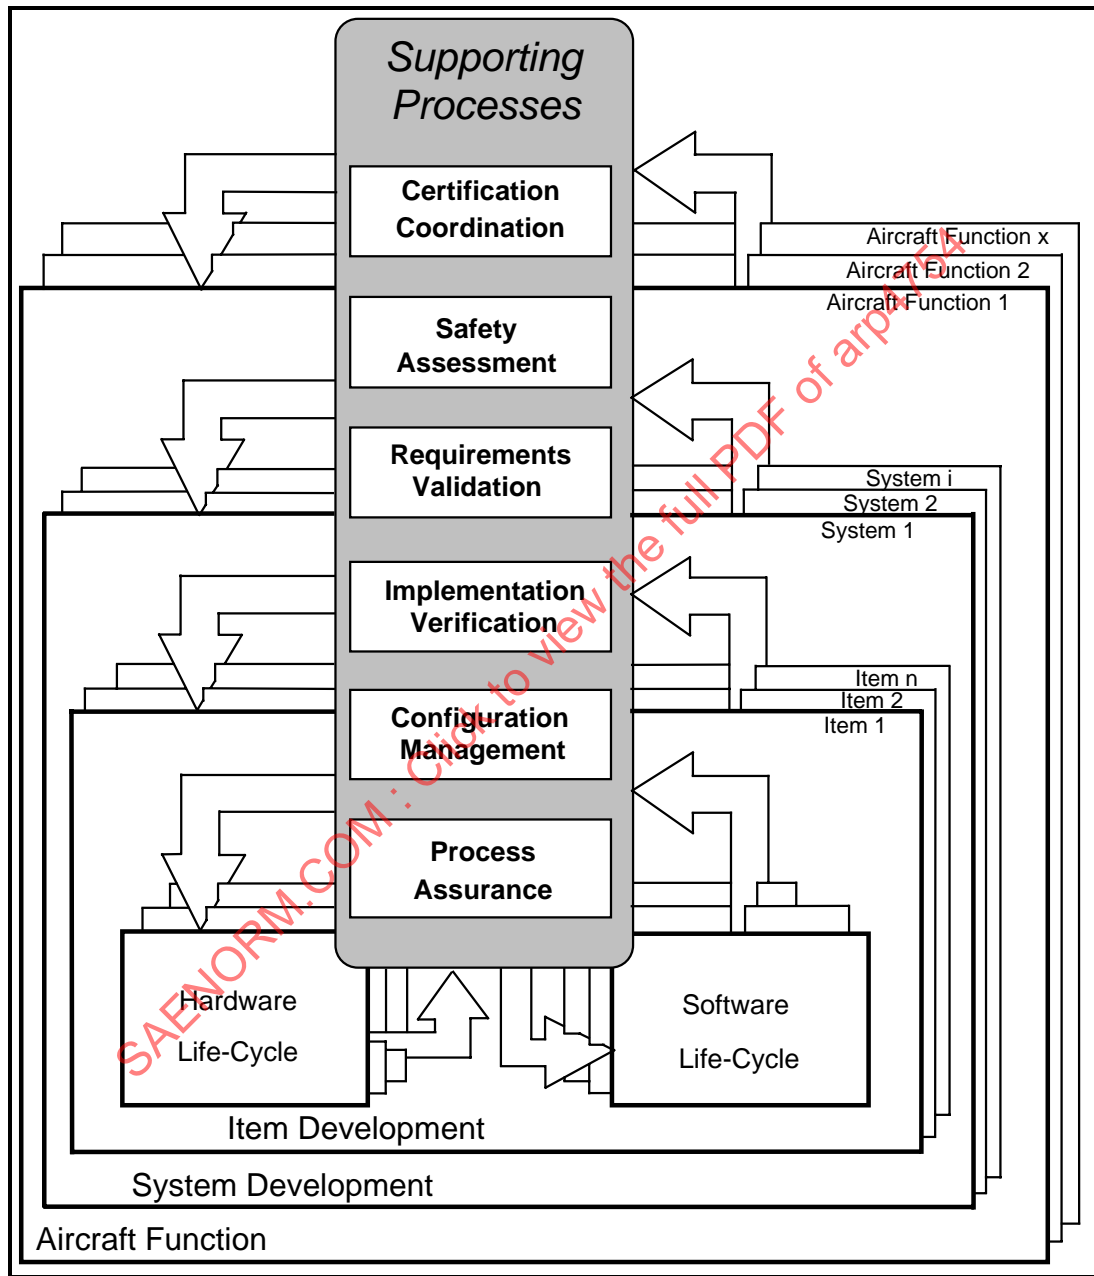 Supporting
Processes
Certification
Coordination
Aircraft Function x
Aircraft Function 2
Aircraft Function 1
Safety
Assessment
Requirements
Validation
System i
System 2
System 1
Implementation
Verification
Item n
Item 2
Item 1
Configuration
Management
Process
Assurance
Hardware
Life-Cycle
Software
Life-Cycle
Item Development
System Development
Aircraft Function
SAENORM.COM : Click to view the full PDF of arp4754